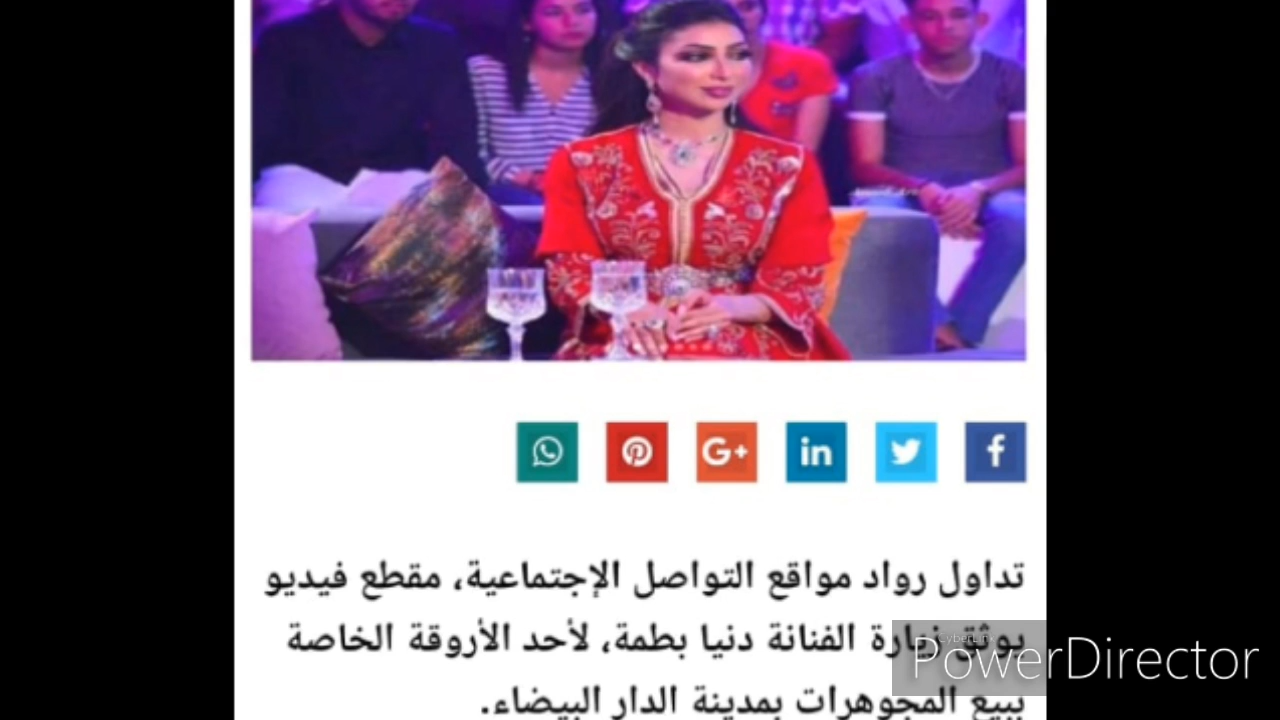 تداول رواد مواقع التواصل الإجتماعية، مقطع فيديو
يوثق زيارة الفنانة دنيا بطمة، لأحد الأروقة الخاصة
ببيع المجوهرات بمدينة الدار البيضاء.
CyberLink
PowerDirector